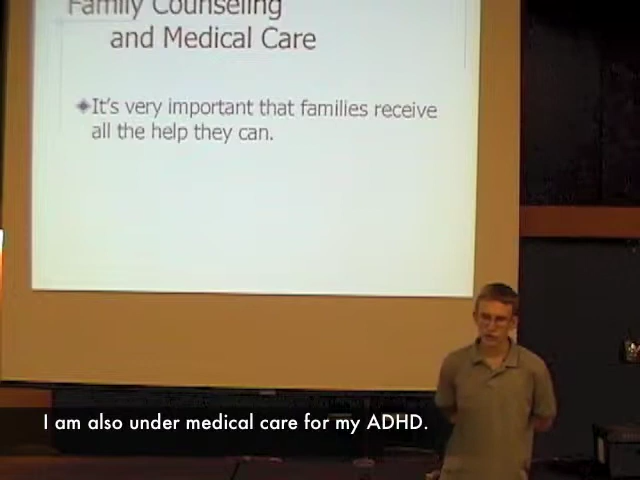 Family Counseling
and Medical Care
It's very important that families receive
all the help they can.
I am also under medical care for my ADHD.